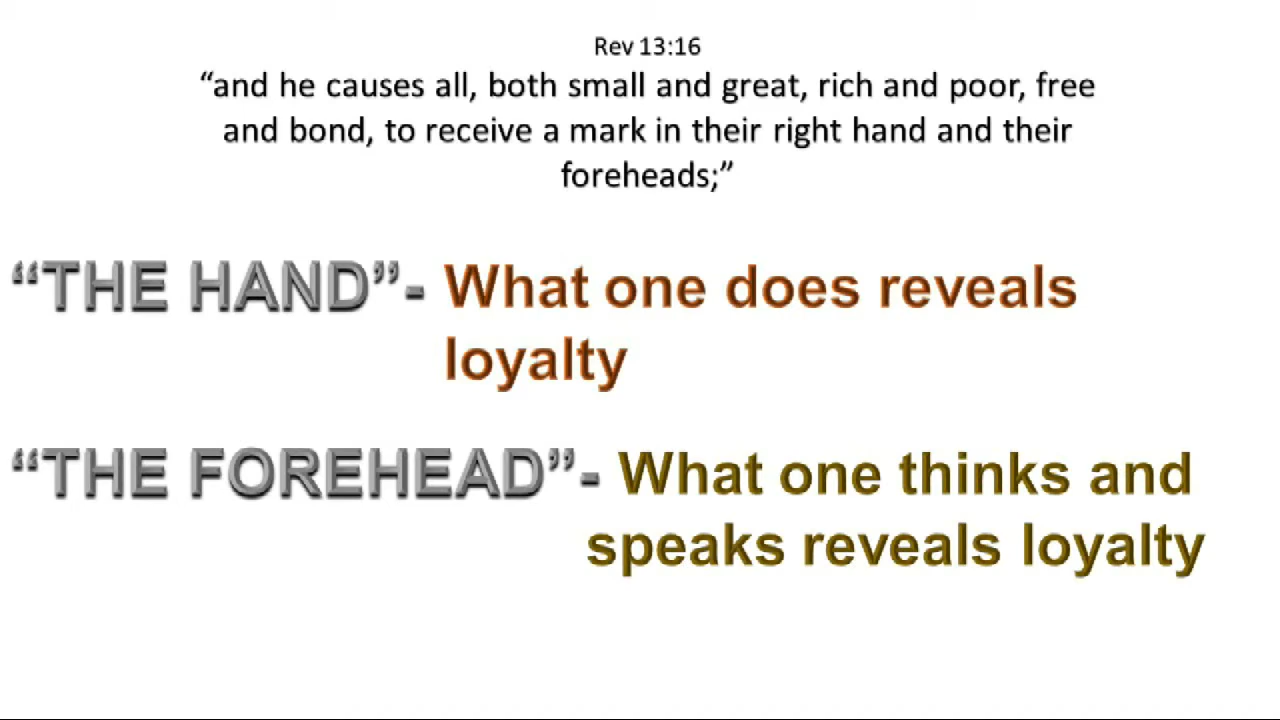 Rev 13:16
“and he causes all, both small and great, rich and poor, free
and bond, to receive a mark in their right hand and their
foreheads;”
“THE HAND”- What one does reveals
loyalty
“THE FOREHEAD”- What one thinks and
speaks reveals loyalty